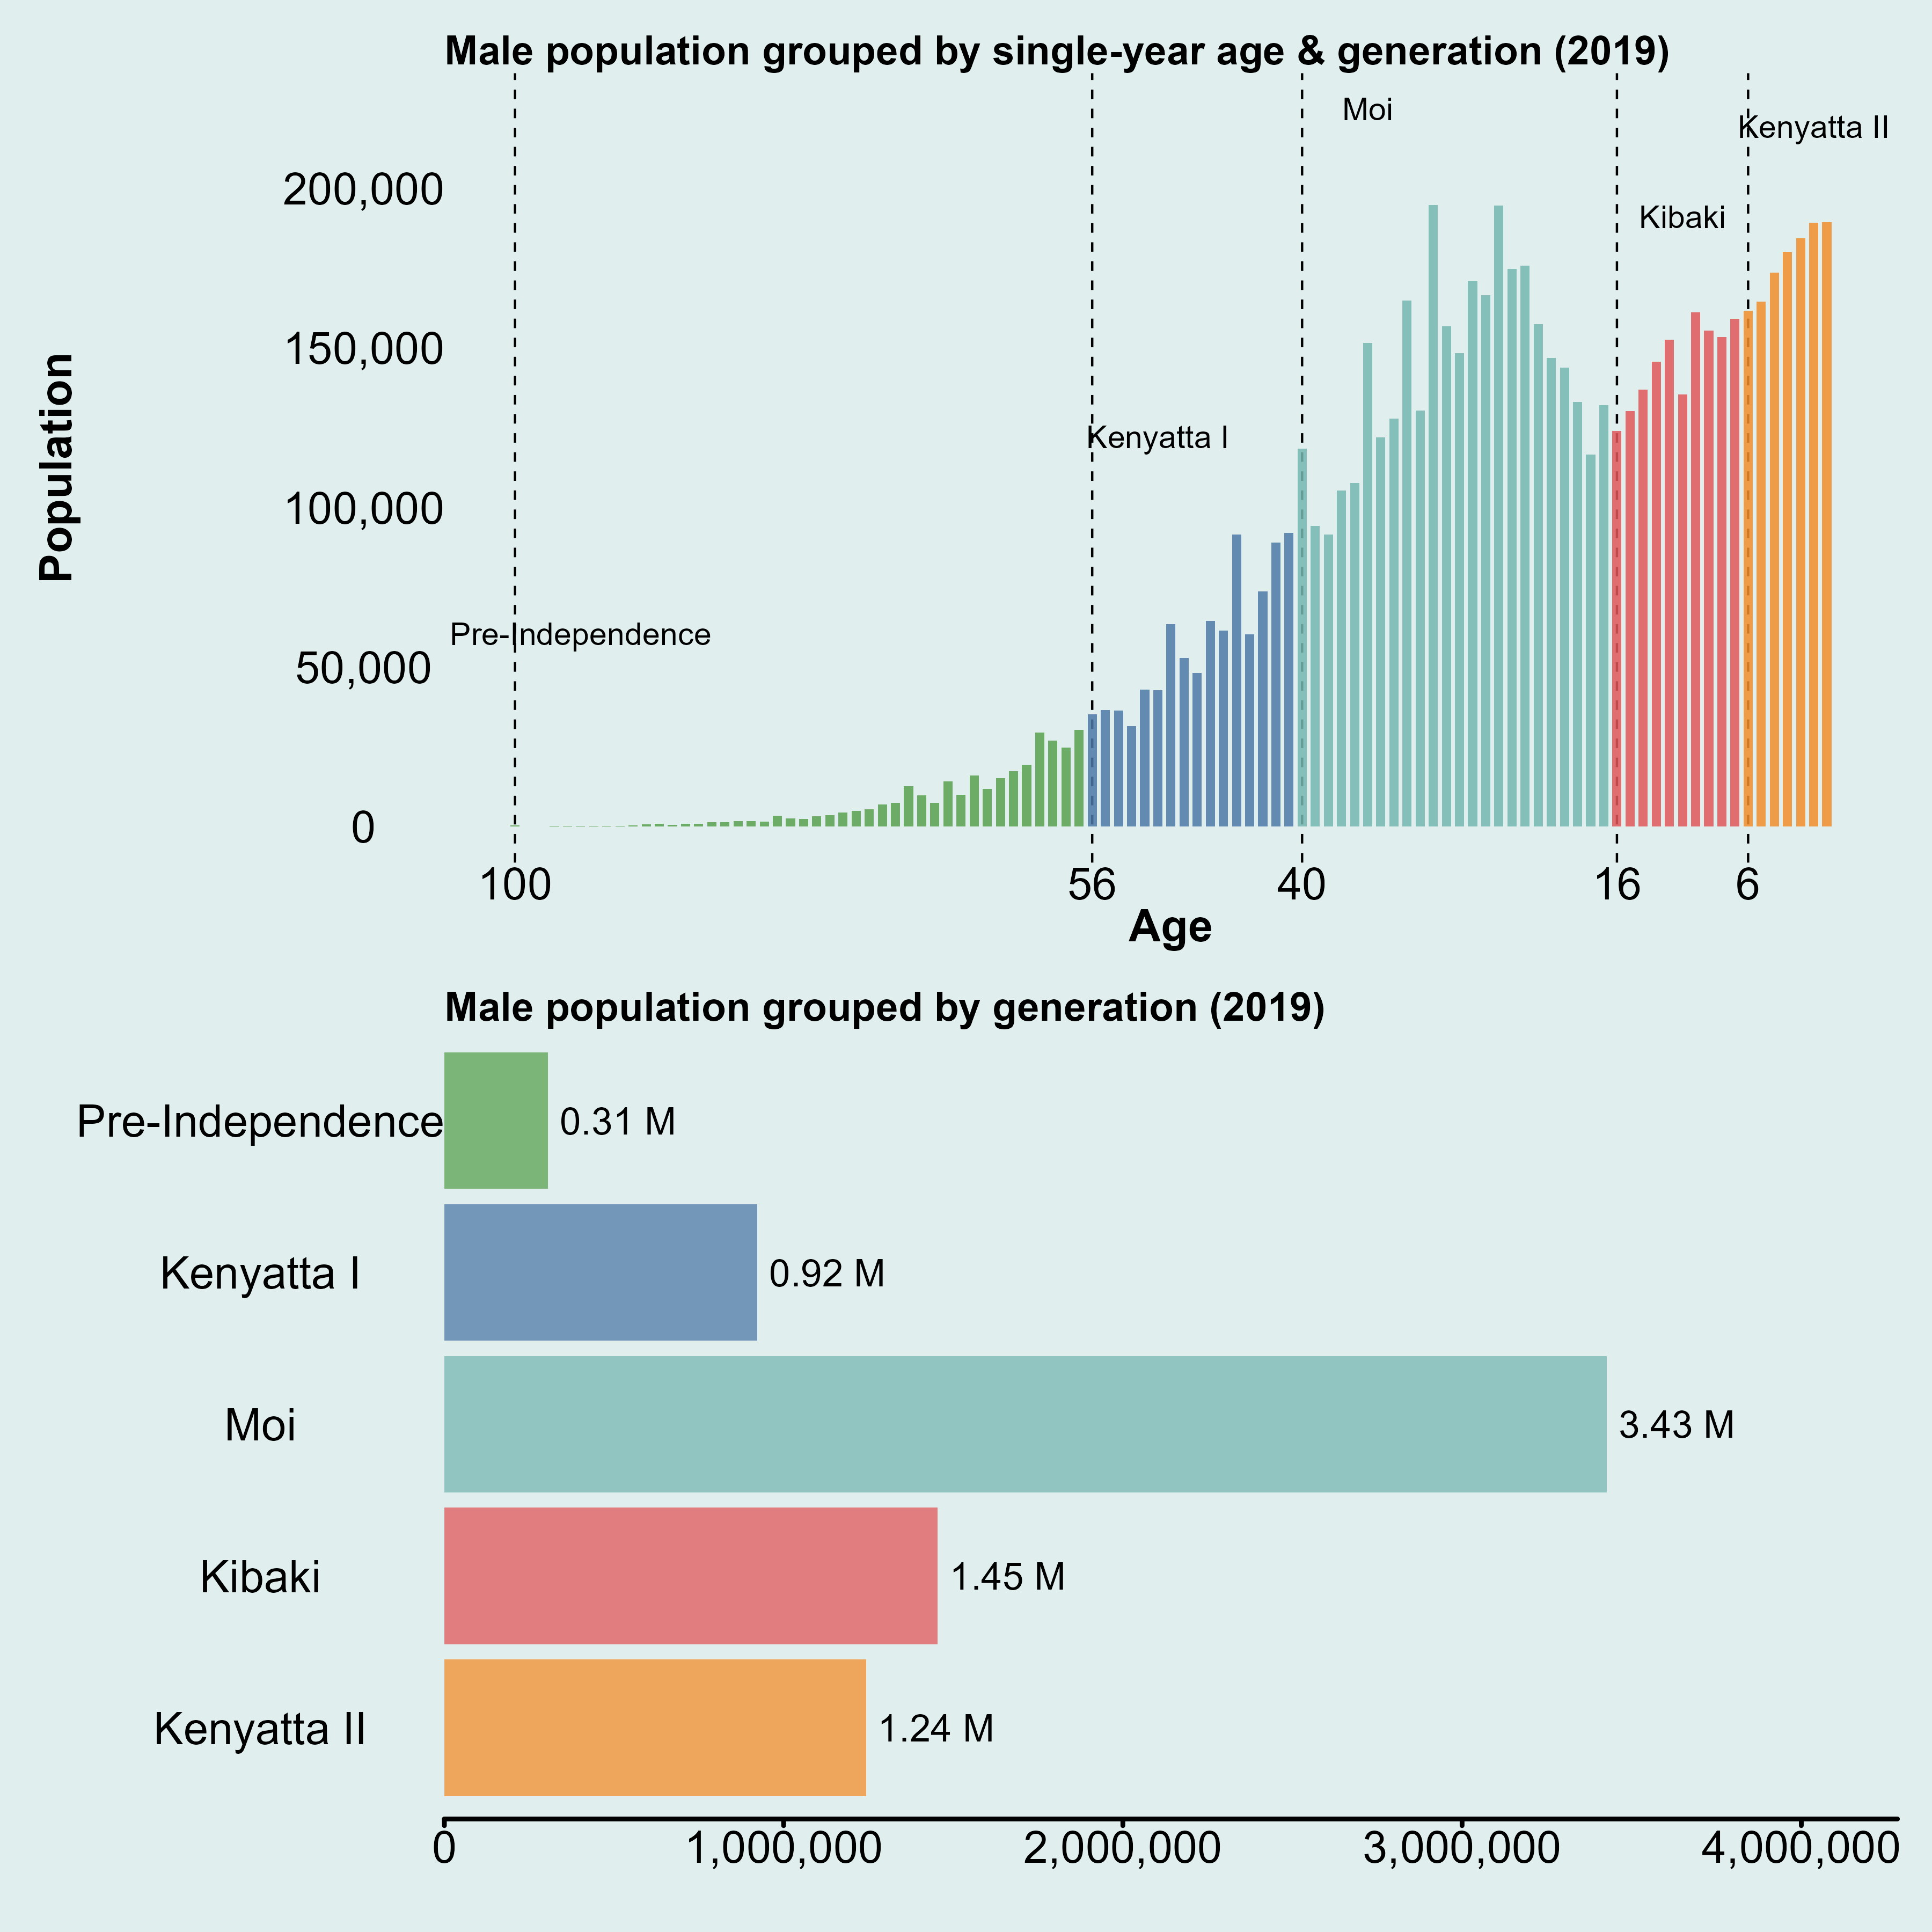 Male population grouped by single-year age & generation (2019)
Moi
Kenyatta II
200,000
Kibaki
150,000
Population
Kenyatta I
100,000
Pre-Independence
50,000
0
100 56 40 16 6
Age
Male population grouped by generation (2019)
Pre-Independence 0.31 M
Kenyatta I 0.92 M
Moi 3.43 M
Kibaki 1.45 M
Kenyatta II 1.24 M
0 1,000,000 2,000,000 3,000,000 4,000,000